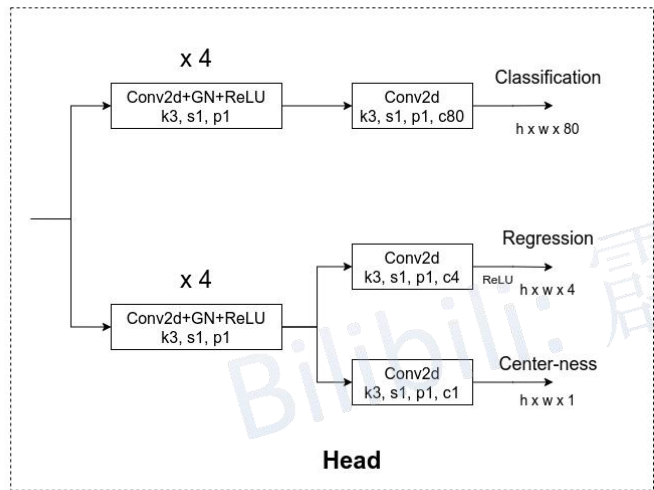 x 4
Conv2d+GN+ReLU
k3, s1, p1
Conv2d
k3, s1, p1, c80
Classification
h x w x 80
x 4
Conv2d+GN+ReLU
k3, s1, p1
Conv2d
k3, s1, p1, c4
ReLU
Regression
h x w x 4
Conv2d
k3, s1, p1, c1
Center-ness
h x w x 1
Head
Bilibili: 霹